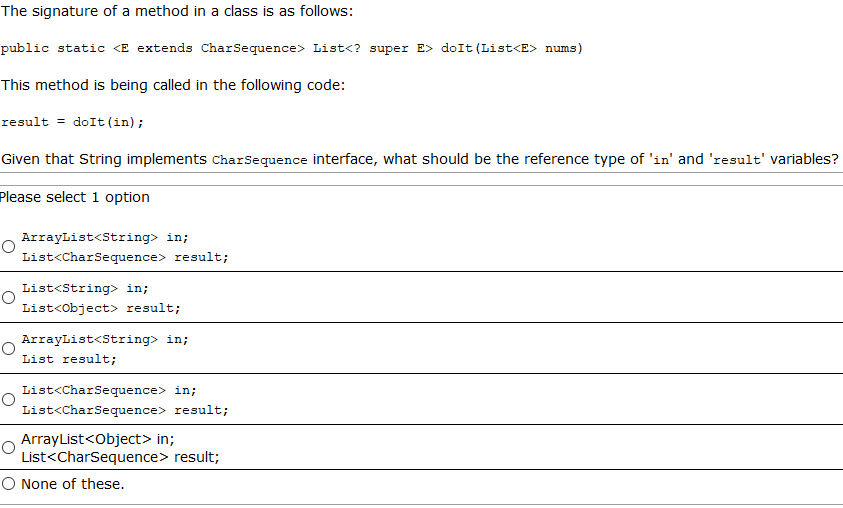 The signature of a method in a class is as follows:
public static <E extends CharSequence> List<? super E> doIt(List<E> nums)
This method is being called in the following code:
result = doIt(in);
Given that String implements CharSequence interface, what should be the reference type of 'in' and 'result' variables?
Please select 1 option
ArrayList<String> in;
List<CharSequence> result;
List<String> in;
List<Object> result;
ArrayList<String> in;
List result;
List<CharSequence> in;
List<CharSequence> result;
ArrayList<Object> in;
List<CharSequence> result;
None of these.